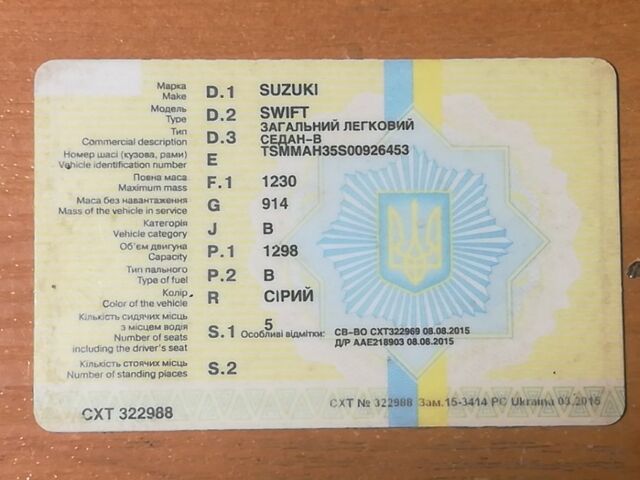 Марка D.1 SUZUKI
Make
Модель D.2 SWIFT
Type
Тип D.3 ЗАГАЛЬНИЙ ЛЕГКОВИЙ
Commercial description СЕДАН-В
Номер шасі (кузова, рами) E TSMMAH35S00926453
Vehicle identification number
Повна маса F.1 1230
Maximum mass
Маса без навантаження G 914
Mass of the vehicle in service
Категорія J B
Vehicle category
Об'єм двигуна P.1 1298
Capacity
Тип пального P.2 B
Type of fuel
Колір R СІРИЙ
Color of the vehicle
Кількість сидячих місць S.1 5
з місцем водія
Number of seats
including the driver's seat
Особливі відмітки: СВ-ВО СХТ322969 08.08.2015
Д/Р ААЕ218903 08.08.2015
Кількість стоячих місць S.2
Number of standing places
СХТ 322988
СХТ № 322988 Зам.15-3414 PC Ukraina 03.2015